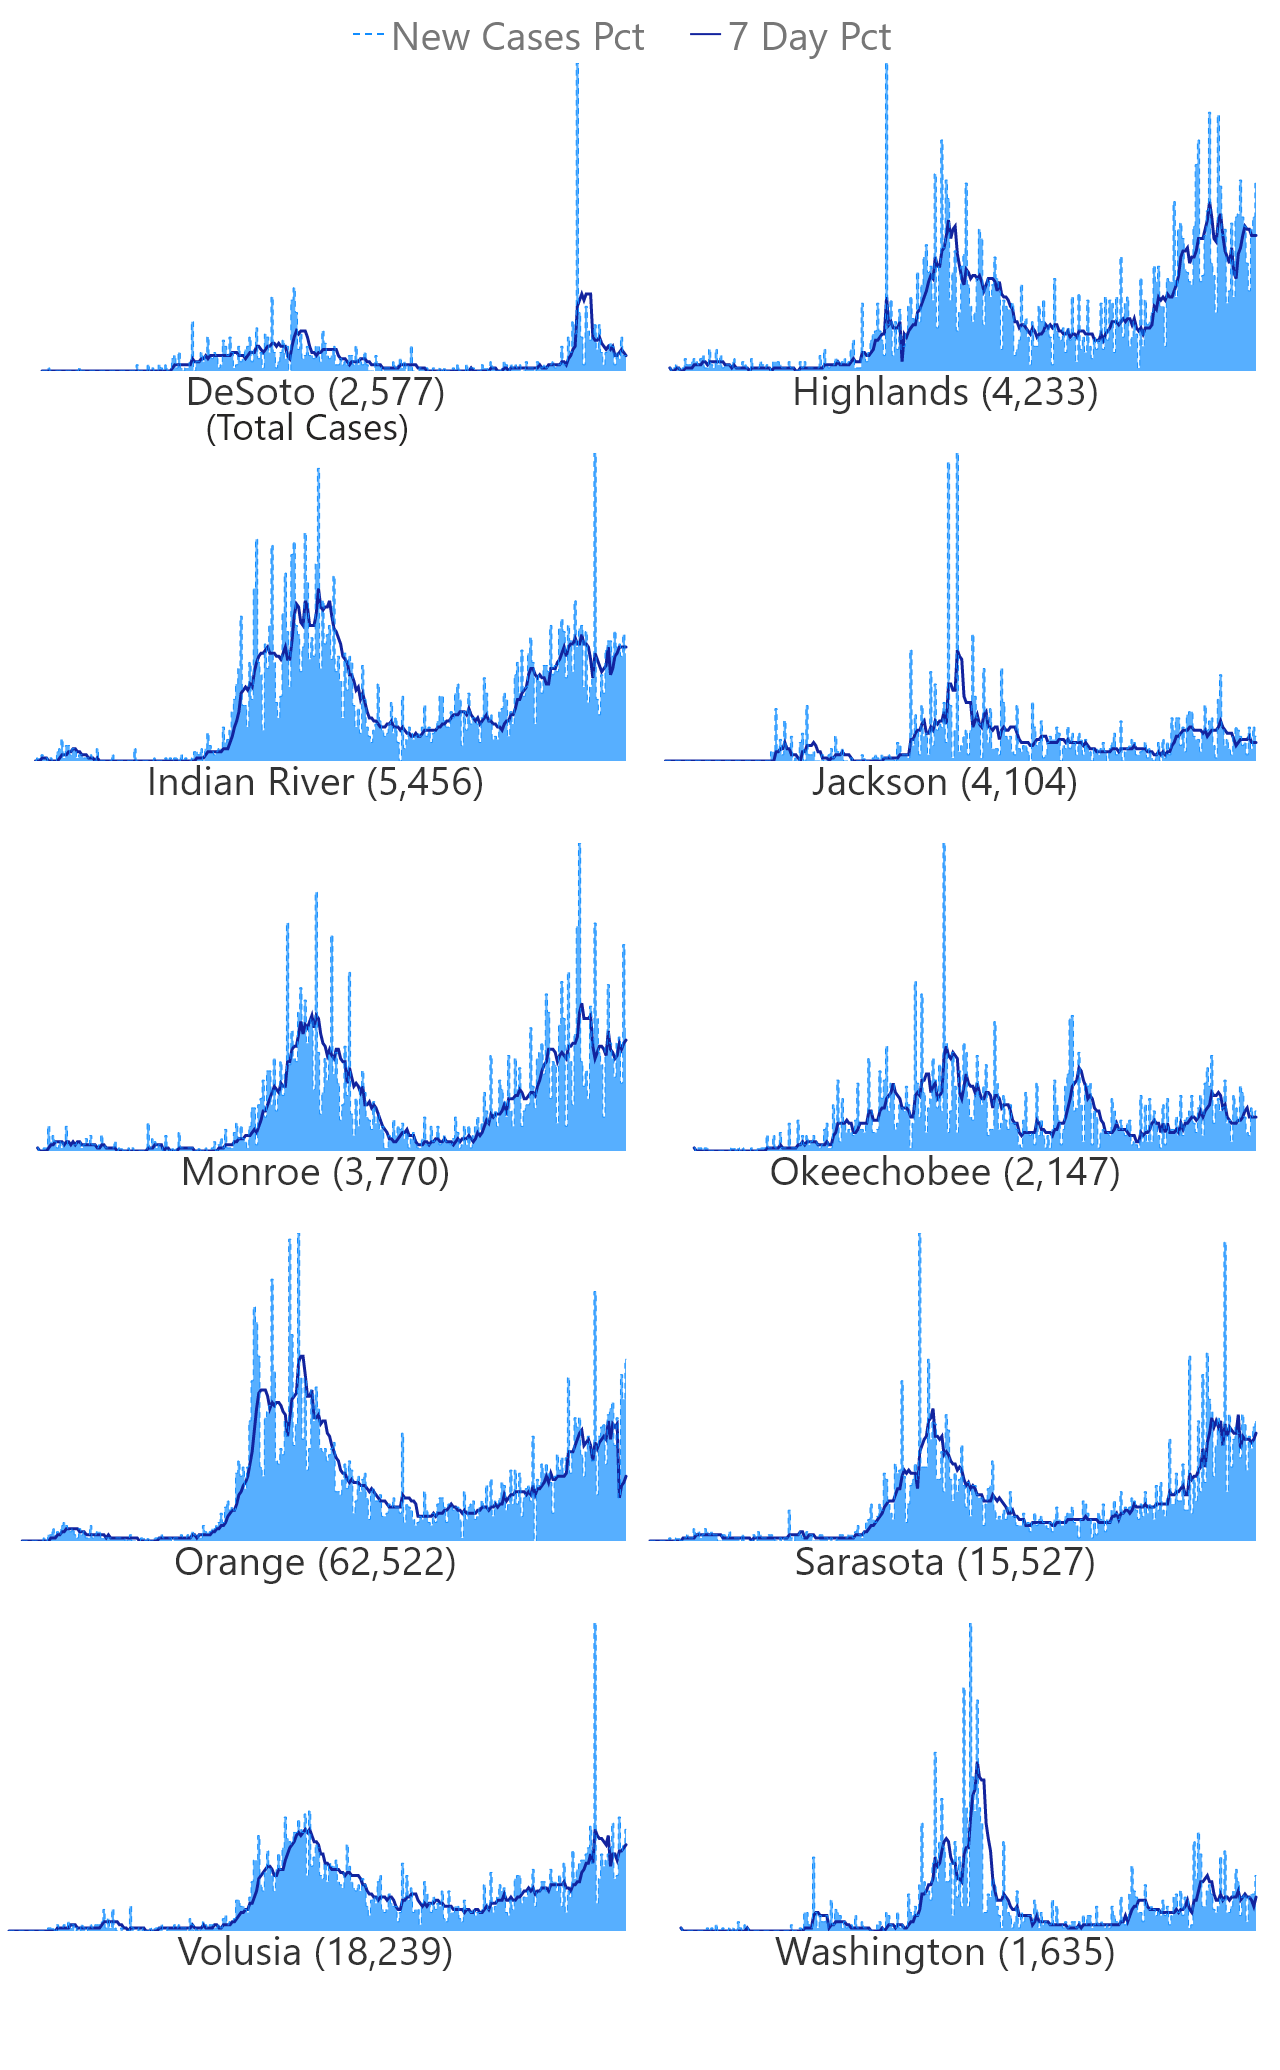 New Cases Pct 7 Day Pct
DeSoto (2,577) Highlands (4,233)
(Total Cases)
Indian River (5,456) Jackson (4,104)
Monroe (3,770) Okeechobee (2,147)
Orange (62,522) Sarasota (15,527)
Volusia (18,239) Washington (1,635)